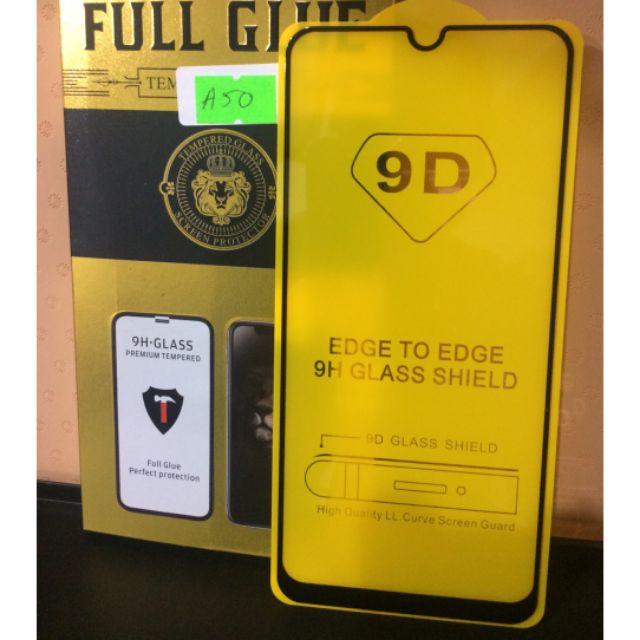 FULL GLUE
TEM
A50
TEMPERED GLASS
SCREEN PROTECTOR
9H-GLASS
PREMIUM TEMPERED
Full Glue
Perfect protection
9D
EDGE TO EDGE
9H GLASS SHIELD
9D GLASS SHIELD
High Quality LL.Curve Screen Guard